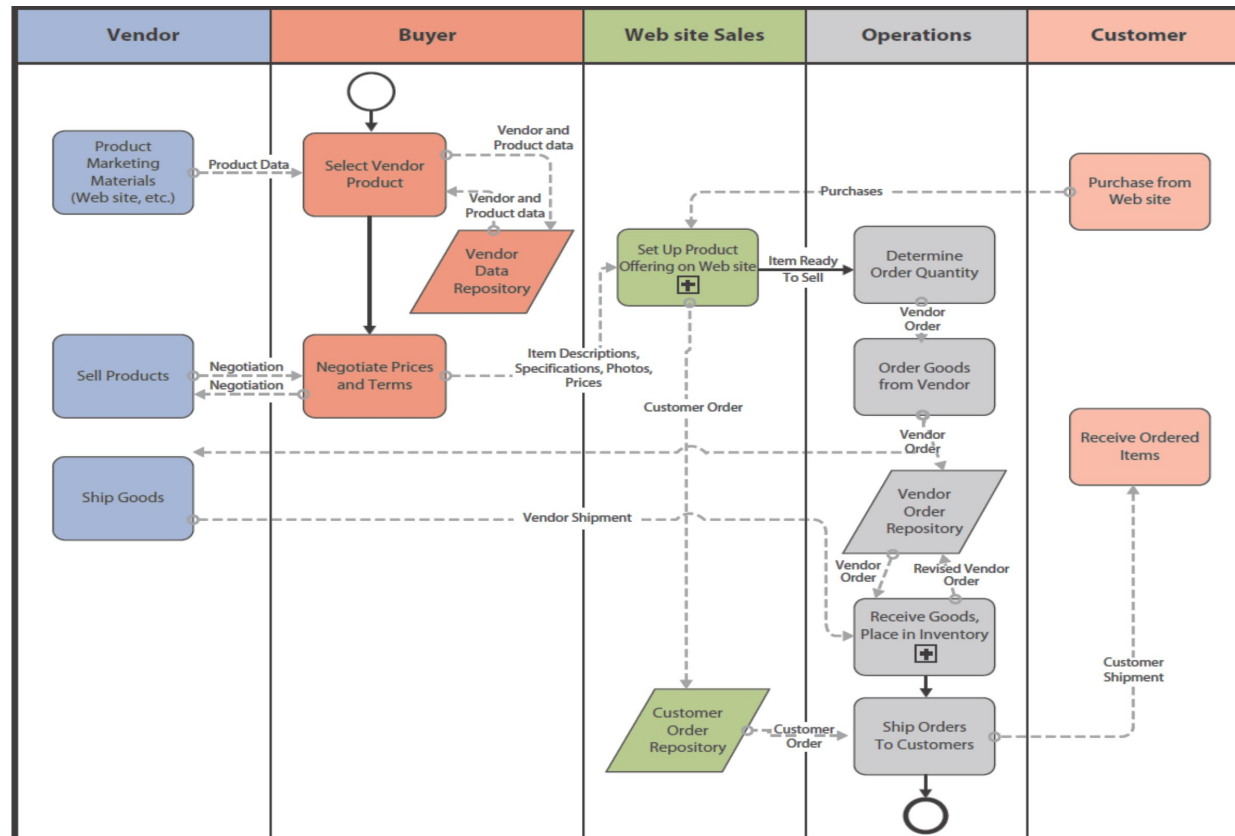 Vendor
Buyer
Web site Sales
Operations
Customer
Product
Marketing
Materials
(Web site, etc.)
Product Data
Select Vendor
Product
Vendor and
Product data
Vendor and
Product data
Vendor
Data
Repository
Purchases
Purchase from
Web site
Set Up Product
Offering on Web site
Item Ready
To Sell
Determine
Order Quantity
Vendor
Order
Sell Products
Negotiation
Negotiation
Negotiate Prices
and Terms
Item Descriptions,
Specifications, Photos,
Prices
Order Goods
from Vendor
Customer Order
Vendor
Order
Receive Ordered
Items
Ship Goods
Vendor Shipment
Vendor
Order
Repository
Vendor
Order
Revised Vendor
Order
Receive Goods,
Place in Inventory
Customer
Shipment
Customer
Order
Repository
Customer
Order
Ship Orders
To Customers